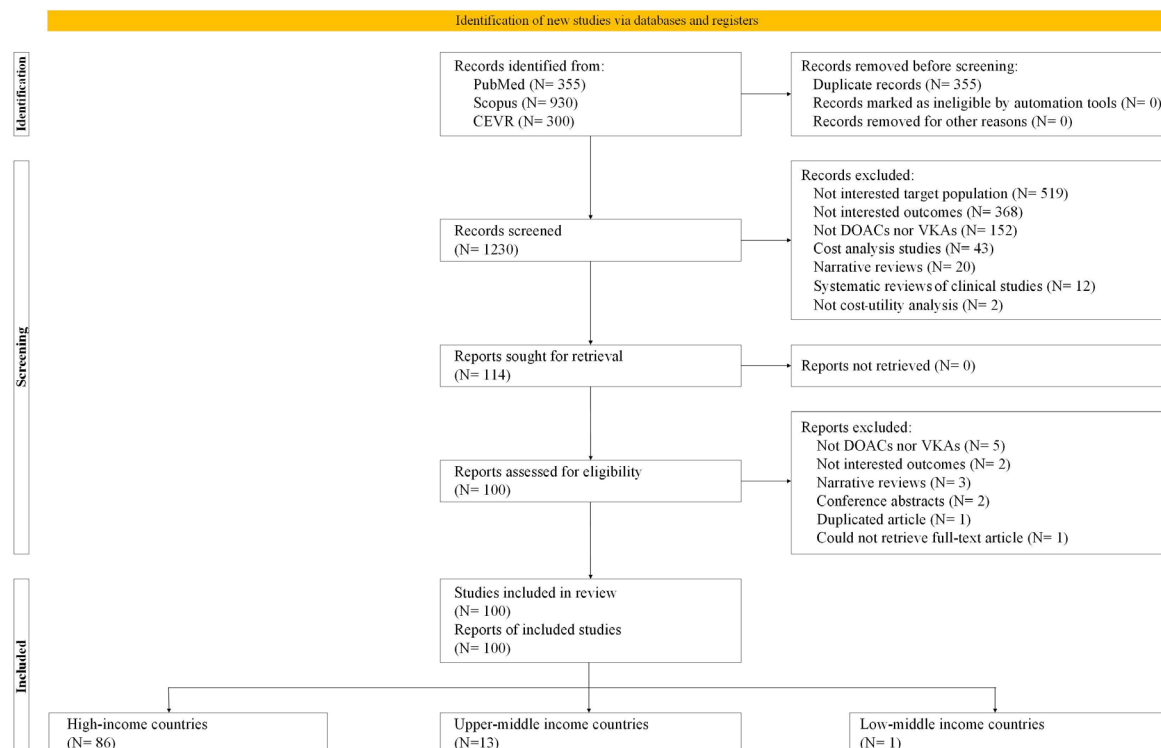 Identification of new studies via databases and registers
Identification
Records identified from:
PubMed (N= 355)
Scopus (N= 930)
CEVR (N= 300)
Records removed before screening:
Duplicate records (N= 355)
Records marked as ineligible by automation tools (N= 0)
Records removed for other reasons (N= 0)
Screening
Records screened
(N= 1230)
Records excluded:
Not interested target population (N= 519)
Not interested outcomes (N= 368)
Not DOACs nor VKAs (N= 152)
Cost analysis studies (N= 43)
Narrative reviews (N= 20)
Systematic reviews of clinical studies (N= 12)
Not cost-utility analysis (N= 2)
Reports sought for retrieval
(N= 114)
Reports not retrieved (N= 0)
Reports assessed for eligibility
(N= 100)
Reports excluded:
Not DOACs nor VKAs (N= 5)
Not interested outcomes (N= 2)
Narrative reviews (N= 3)
Conference abstracts (N= 2)
Duplicated article (N= 1)
Could not retrieve full-text article (N= 1)
Included
Studies included in review
(N= 100)
Reports of included studies
(N= 100)
High-income countries
(N= 86)
Upper-middle income countries
(N=13)
Low-middle income countries
(N= 1)